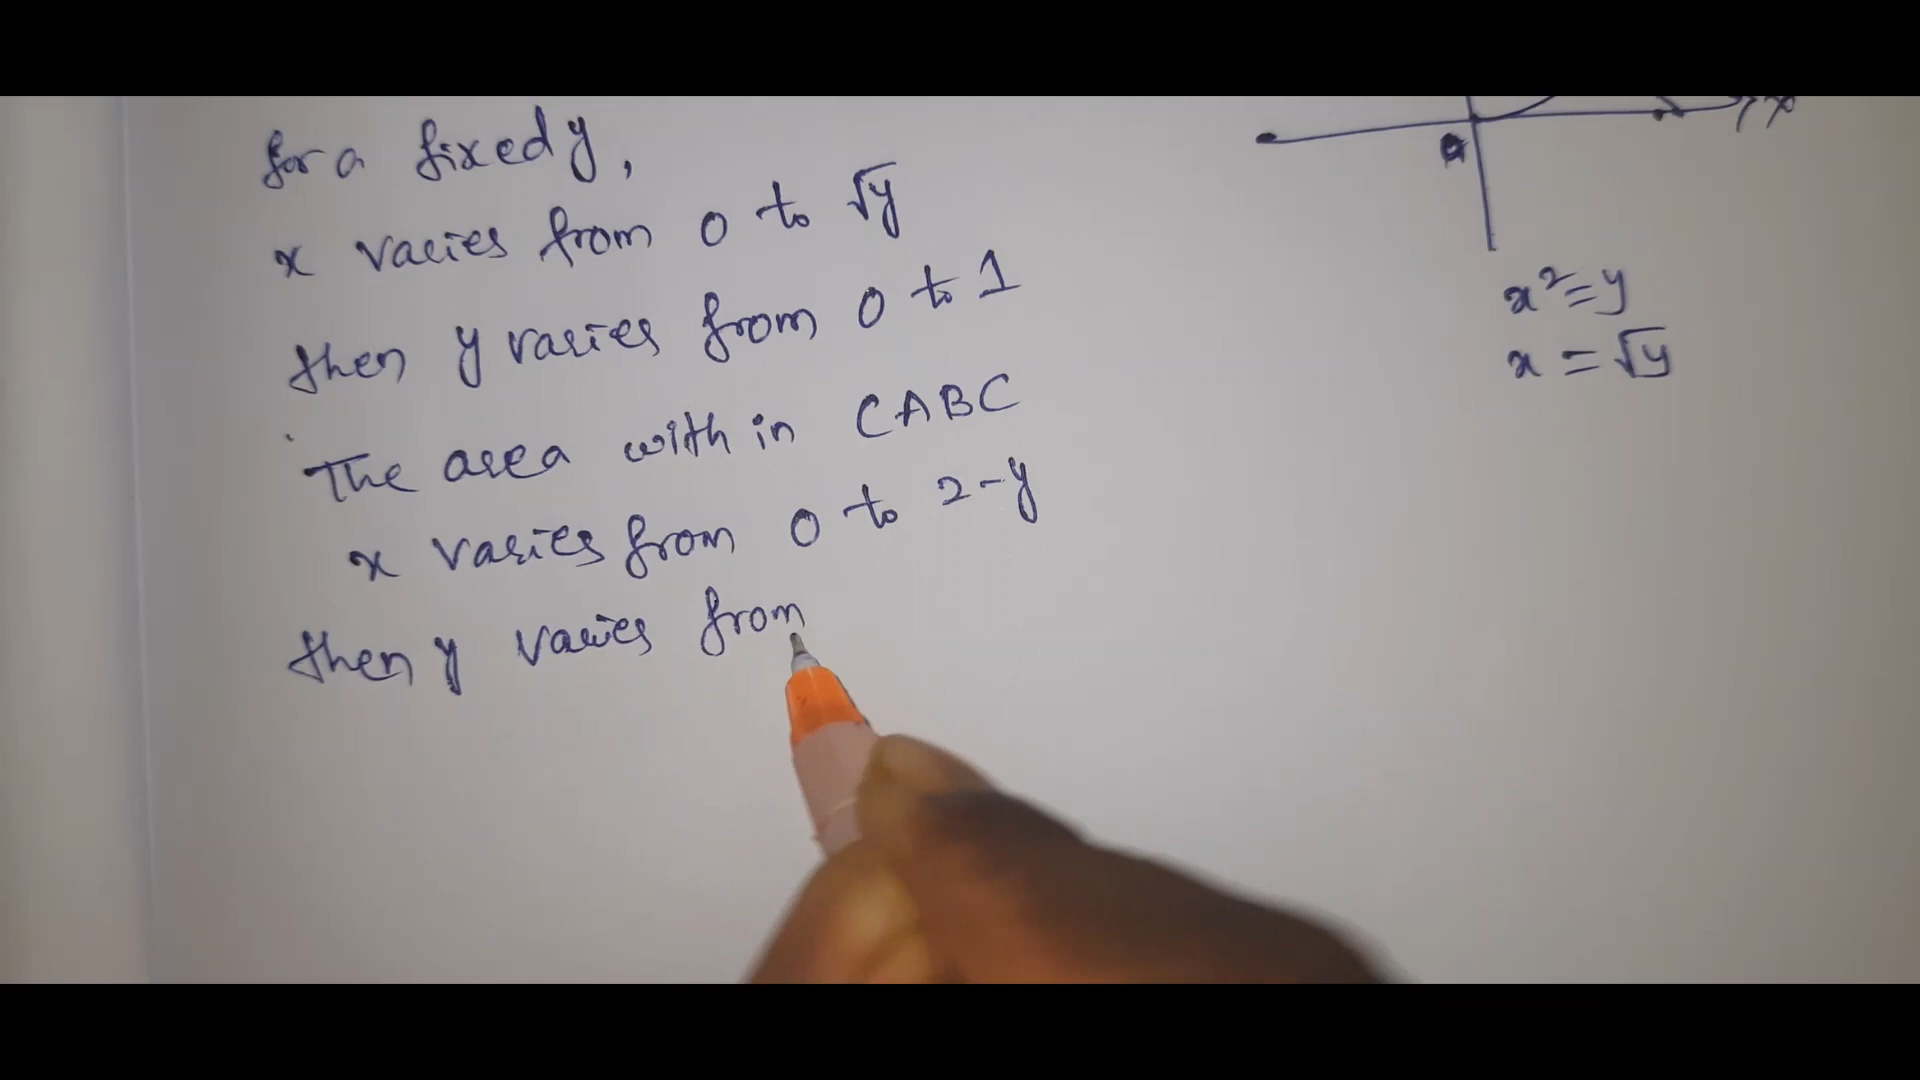 for a fixed y,
x varies from 0 to √y
then y varies from 0 to 1
The area with in CABC
x varies from 0 to 2-y
then y varies from
x
x² = y
x = √y